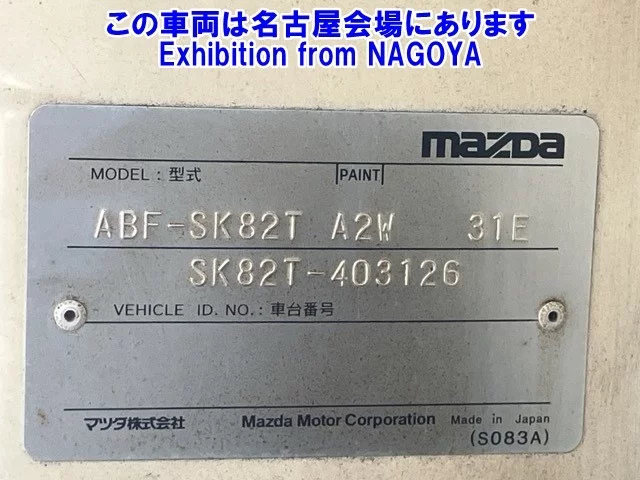 この車両は名古屋会場にあります
Exhibition from NAGOYA
mazda
MODEL : 型式 PAINT
ABF-SK82T A2W 31E
SK82T-403126
VEHICLE ID. NO. : 車台番号
マツダ株式会社 Mazda Motor Corporation Made in Japan
(S083A)